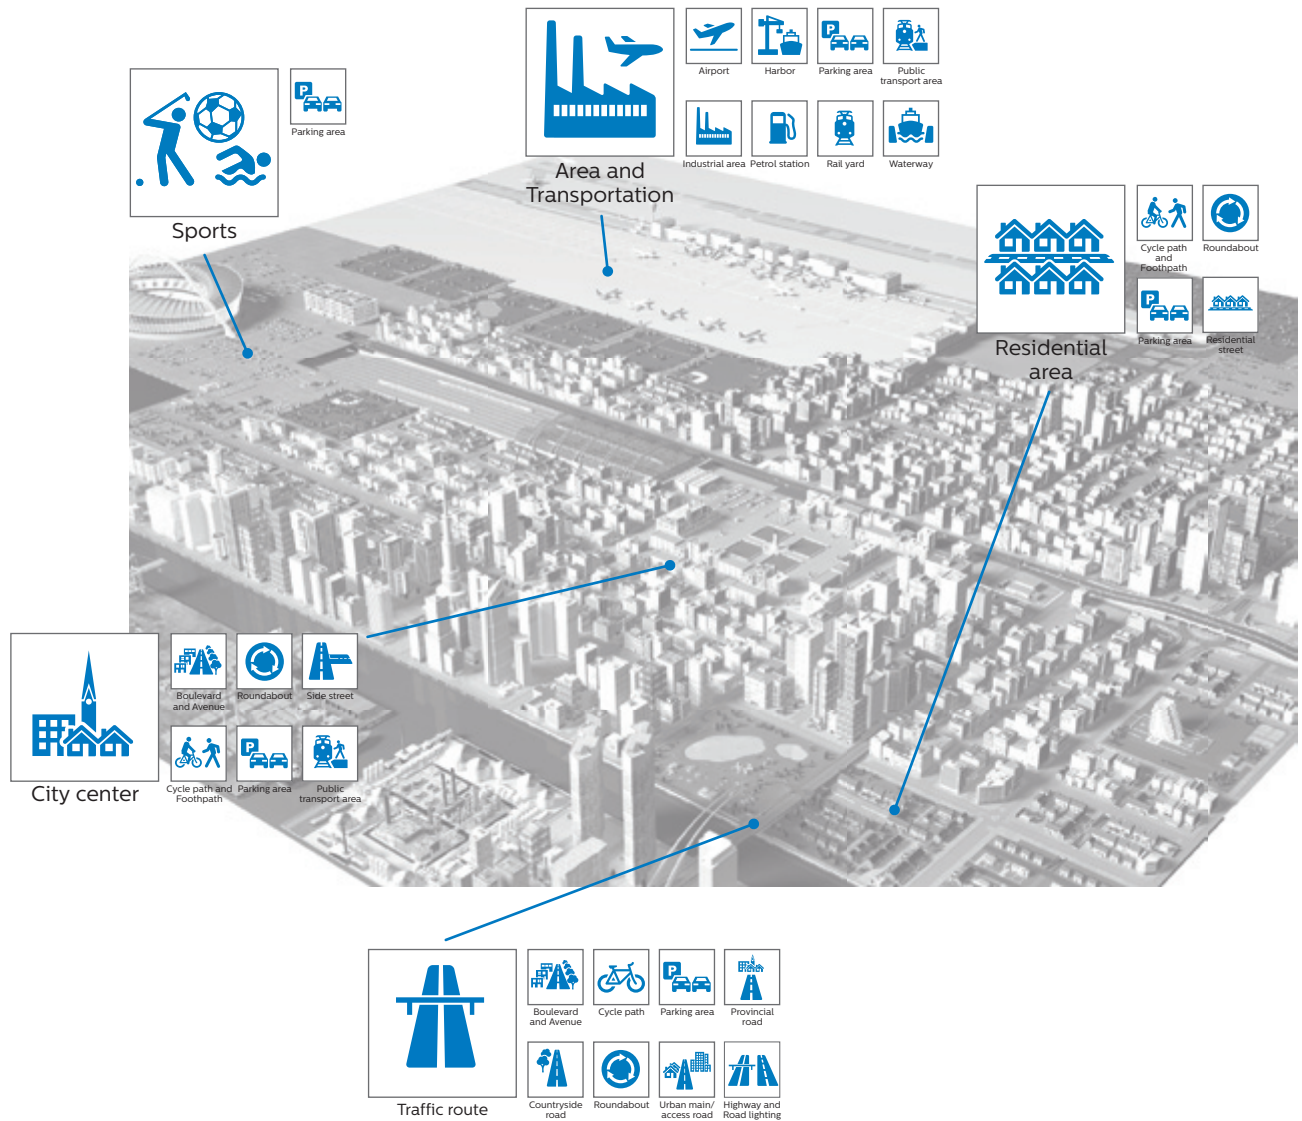 Airport
Harbor
Parking area
Public
transport area
Industrial area
Petrol station
Rail yard
Waterway
Area and
Transportation
P
Parking area
Sports
Cycle path
and
Footpath
Roundabout
P
Parking area
Residential
street
Residential
area
Boulevard
and Avenue
Roundabout
Side street
Cycle path and
Footpath
P
Parking area
Public
transport area
City center
Boulevard
and Avenue
Cycle path
P
Parking area
Provincial
road
Countryside
road
Roundabout
Urban main/
access road
Highway and
Road lighting
Traffic route
P